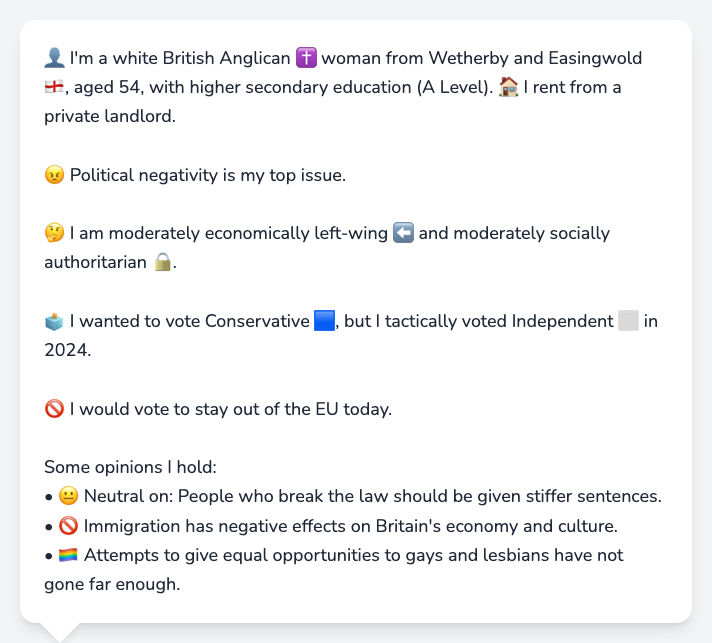 👤 I'm a white British Anglican ✝️ woman from Wetherby and Easingwold
🏴󠁧󠁢󠁥󠁮󠁧󠁿, aged 54, with higher secondary education (A Level). 🏠 I rent from a
private landlord.
😠 Political negativity is my top issue.
🤔 I am moderately economically left-wing ⬅️ and moderately socially
authoritarian 🔒.
🗳️ I wanted to vote Conservative 🟦, but I tactically voted Independent ⬜ in
2024.
🚫 I would vote to stay out of the EU today.
Some opinions I hold:
• 😐 Neutral on: People who break the law should be given stiffer sentences.
• 🚫 Immigration has negative effects on Britain's economy and culture.
• 🏳️‍🌈 Attempts to give equal opportunities to gays and lesbians have not
gone far enough.